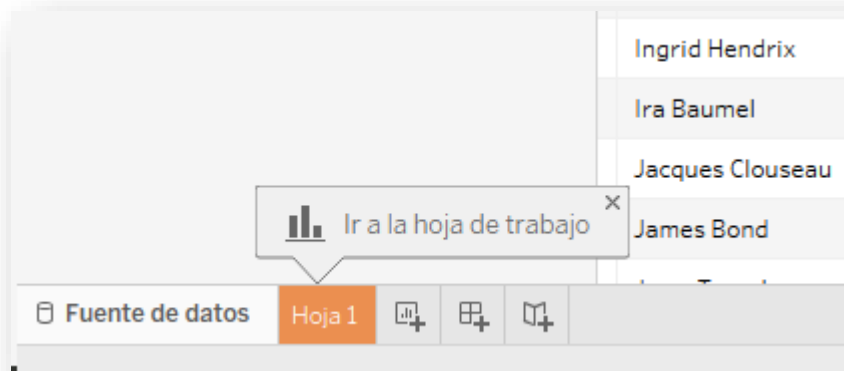 Ingrid Hendrix
Ira Baumel
Jacques Clouseau
Ir a la hoja de trabajo
James Bond
Fuente de datos
Hoja 1